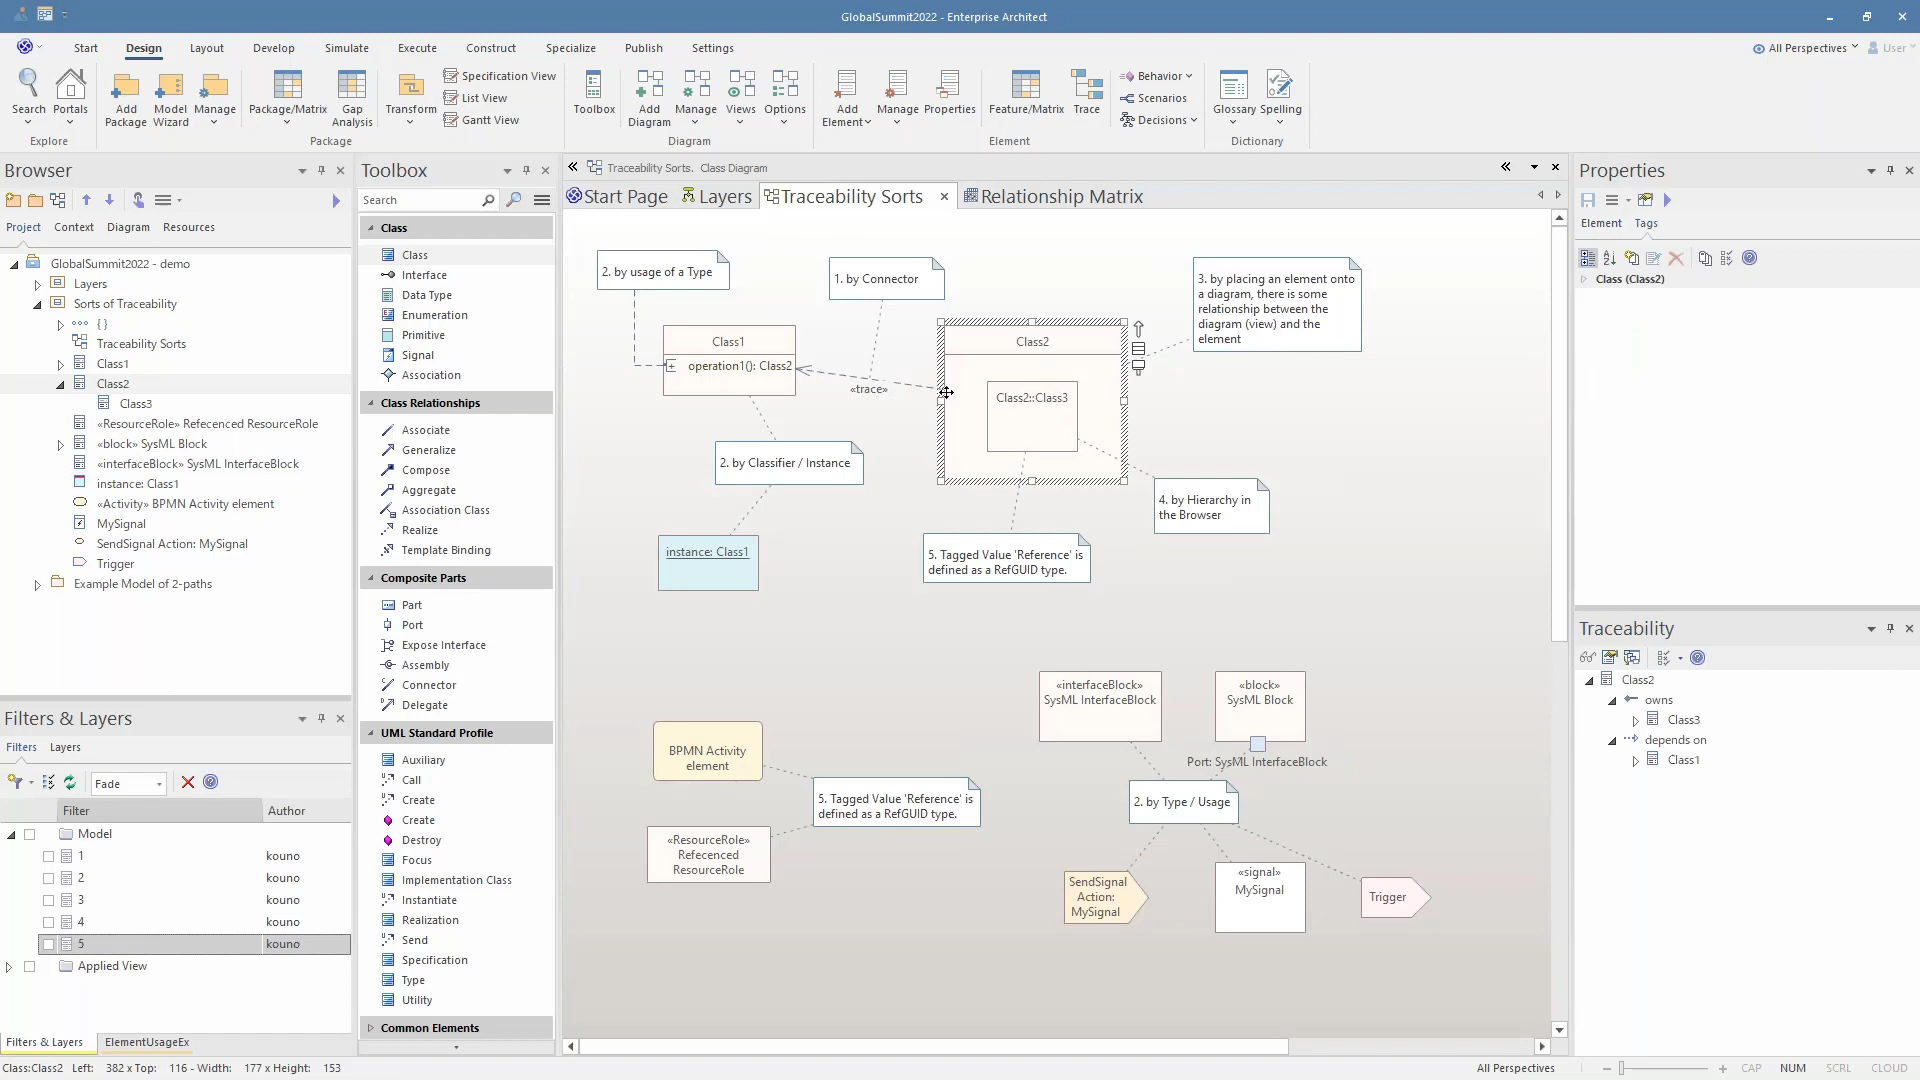 GlobalSummit2022 - Enterprise Architect
Start
Design
Layout
Develop
Simulate
Execute
Construct
Specialize
Publish
Settings
All Perspectives
User
Search
Portals
Explore
Add Package
Model Wizard
Manage
Package/Matrix
Gap Analysis
Transform
Specification View
List View
Gantt View
Package
Toolbox
Add Diagram
Manage
Views
Options
Diagram
Add Element
Manage
Properties
Feature/Matrix
Trace
Behavior
Scenarios
Decisions
Element
Glossary
Spelling
Dictionary
Browser
Project
Context
Diagram
Resources
GlobalSummit2022 - demo
Layers
Sorts of Traceability
{ }
Traceability Sorts
Class1
Class2
Class3
«ResourceRole» Refecenced ResourceRole
«block» SysML Block
«interfaceBlock» SysML InterfaceBlock
instance: Class1
«Activity» BPMN Activity element
MySignal
SendSignal Action: MySignal
Trigger
Example Model of 2-paths
Filters & Layers
Filters
Layers
Fade
Filter
Author
Model
1 kouno
2 kouno
3 kouno
4 kouno
5 kouno
Applied View
Filters & Layers
ElementUsageEx
Toolbox
Search
Class
Class
Interface
Data Type
Enumeration
Primitive
Signal
Association
Class Relationships
Associate
Generalize
Compose
Aggregate
Association Class
Realize
Template Binding
Composite Parts
Part
Port
Expose Interface
Assembly
Connector
Delegate
UML Standard Profile
Auxiliary
Call
Create
Create
Destroy
Focus
Implementation Class
Instantiate
Realization
Send
Specification
Type
Utility
Common Elements
Traceability Sorts.  Class Diagram
Start Page
Layers
Traceability Sorts
Relationship Matrix
2. by usage of a Type
1. by Connector
3. by placing an element onto
a diagram, there is some
relationship between the
diagram (view) and the
element
Class1
+ operation1(): Class2
«trace»
Class2
Class2::Class3
2. by Classifier / Instance
4. by Hierarchy in
the Browser
instance: Class1
5. Tagged Value 'Reference' is
defined as a RefGUID type.
«interfaceBlock»
SysML InterfaceBlock
«block»
SysML Block
Port: SysML InterfaceBlock
BPMN Activity
element
5. Tagged Value 'Reference' is
defined as a RefGUID type.
2. by Type / Usage
«ResourceRole»
Refecenced
ResourceRole
SendSignal
Action:
MySignal
«signal»
MySignal
Trigger
Properties
Element
Tags
Class (Class2)
Traceability
Class2
owns
Class3
depends on
Class1
Class:Class2 Left: 382 x Top: 116 - Width: 177 x Height: 153
All Perspectives
CAP
NUM
SCRL
CLOUD